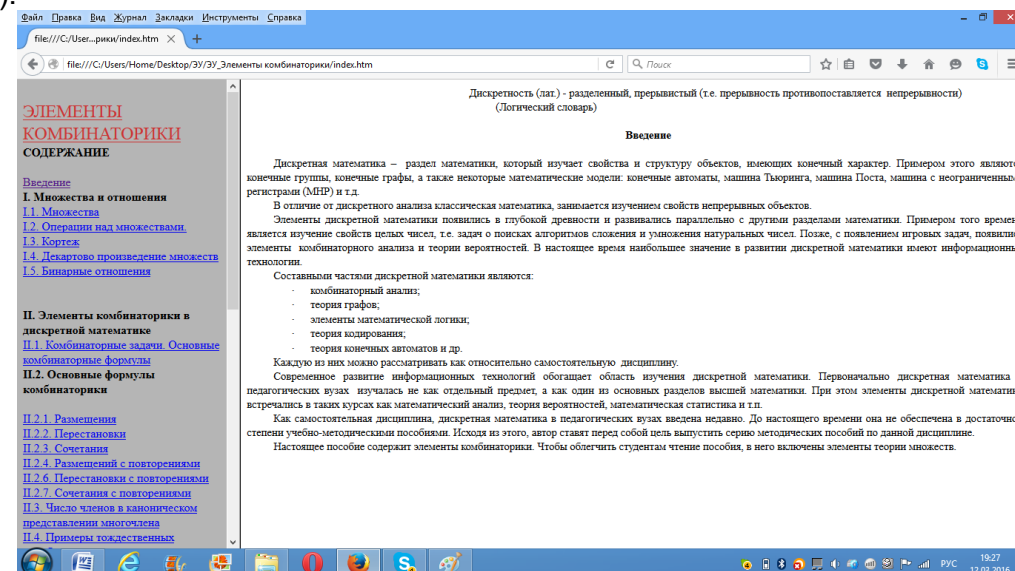 ).
Файл Правка Вид Журнал Закладки Инструменты Справка
file:///C:/User...рики/index.htm
file:///C:/Users/Home/Desktop/ЭУ/ЭУ_Элементы комбинаторики/index.htm
Поиск
ЭЛЕМЕНТЫ
КОМБИНАТОРИКИ
СОДЕРЖАНИЕ
Введение
I. Множества и отношения
I.1. Множества
I.2. Операции над множествами.
I.3. Кортеж
I.4. Декартово произведение множеств
I.5. Бинарные отношения
II. Элементы комбинаторики в
дискретной математике
II.1. Комбинаторные задачи. Основные
комбинаторные формулы
II.2. Основные формулы
комбинаторики
II.2.1. Размещения
II.2.2. Перестановки
II.2.3. Сочетания
II.2.4. Размещений с повторениями
II.2.6. Перестановки с повторениями
II.2.7. Сочетания с повторениями
II.3. Число членов в каноническом
представлении многочлена
II.4. Примеры тождественных
Дискретность (лат.) - разделенный, прерывистый (т.е. прерывность противопоставляется непрерывности)
(Логический словарь)
Введение
Дискретная математика – раздел математики, который изучает свойства и структуру объектов, имеющих конечный характер. Примером этого являютс
конечные группы, конечные графы, а также некоторые математические модели: конечные автоматы, машина Тьюринга, машина Поста, машина с неограниченным
регистрами (МНР) и т.д.
В отличие от дискретного анализа классическая математика, занимается изучением свойств непрерывных объектов.
Элементы дискретной математики появились в глубокой древности и развивались параллельно с другими разделами математики. Примером того времен
является изучение свойств целых чисел, т.е. задач о поисках алгоритмов сложения и умножения натуральных чисел. Позже, с появлением игровых задач, появилис
элементы комбинаторного анализа и теории вероятностей. В настоящее время наибольшее значение в развитии дискретной математики имеют информационны
технологии.
Составными частями дискретной математики являются:
· комбинаторный анализ;
· теория графов;
· элементы математической логики;
· теория кодирования;
· теория конечных автоматов и др.
Каждую из них можно рассматривать как относительно самостоятельную дисциплину.
Современное развитие информационных технологий обогащает область изучения дискретной математики. Первоначально дискретная математика
педагогических вузах изучалась не как отдельный предмет, а как один из основных разделов высшей математики. При этом элементы дискретной математик
встречались в таких курсах как математический анализ, теория вероятностей, математическая статистика и т.п.
Как самостоятельная дисциплина, дискретная математика в педагогических вузах введена недавно. До настоящего времени она не обеспечена в достаточно
степени учебно-методическими пособиями. Исходя из этого, автор ставят перед собой цель выпустить серию методических пособий по данной дисциплине.
Настоящее пособие содержит элементы комбинаторики. Чтобы облегчить студентам чтение пособия, в него включены элементы теории множеств.
РУС
19:27
12.03.2016